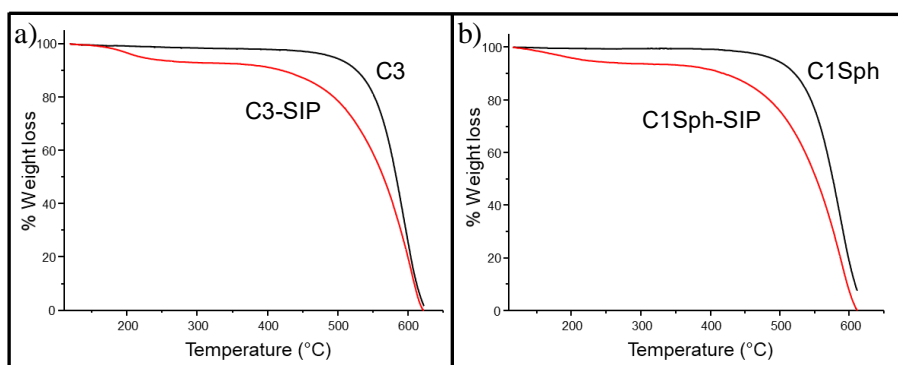 a)
% Weight loss
100
80
60
40
20
0
C3
C3-SIP
200 300 400 500 600
Temperature (°C)
b)
% Weight loss
100
80
60
40
20
0
C1Sph
C1Sph-SIP
200 300 400 500 600
Temperature (°C)